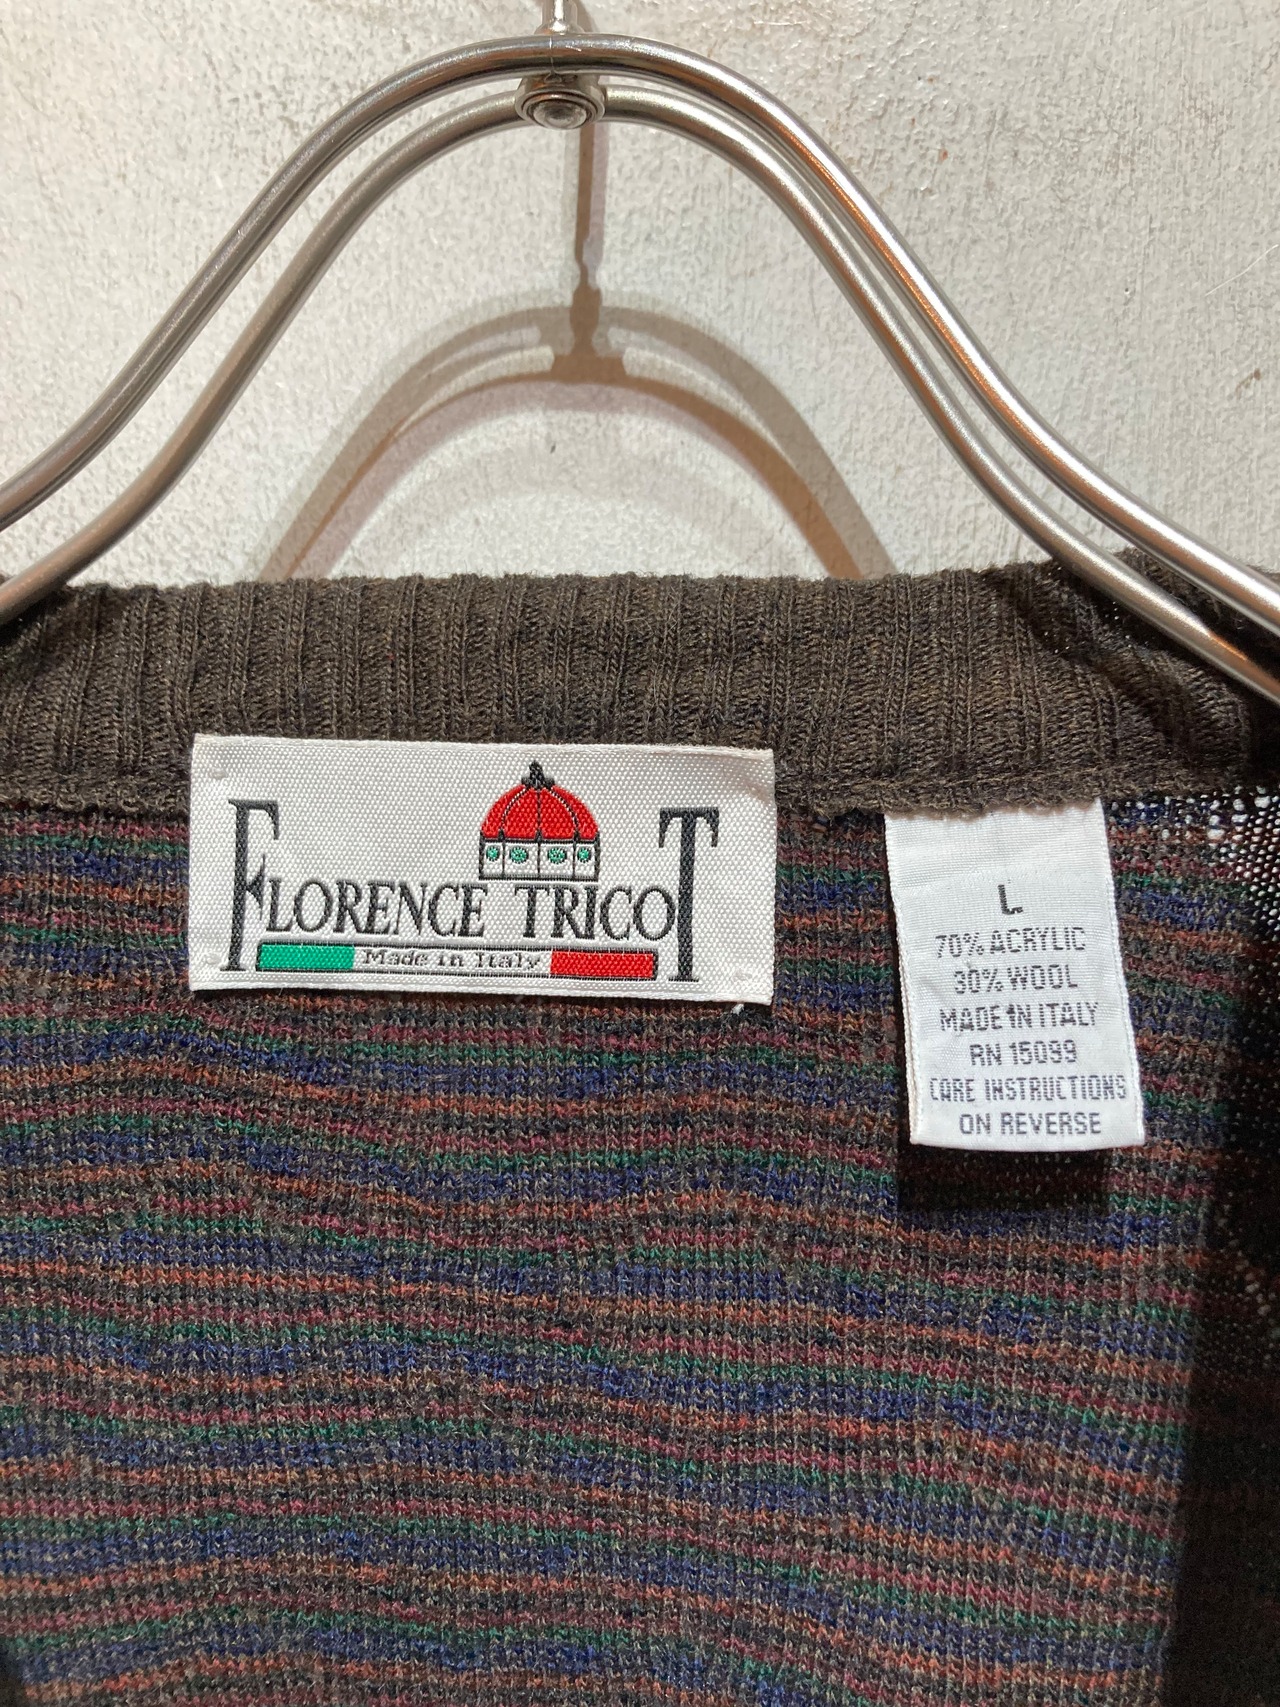 FLORENCE TRICOT
Made in Italy
L
70% ACRYLIC
30% WOOL
MADE IN ITALY
RN 15099
CARE INSTRUCTIONS
ON REVERSE